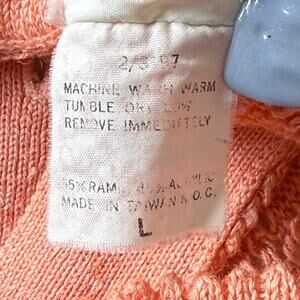 MACHINE WASH WARM
TUMBLE DRY LOW
REMOVE IMMEDIATELY
55% RAMIE 45% ACRYLIC
MADE IN TAIWAN R.O.C.
L